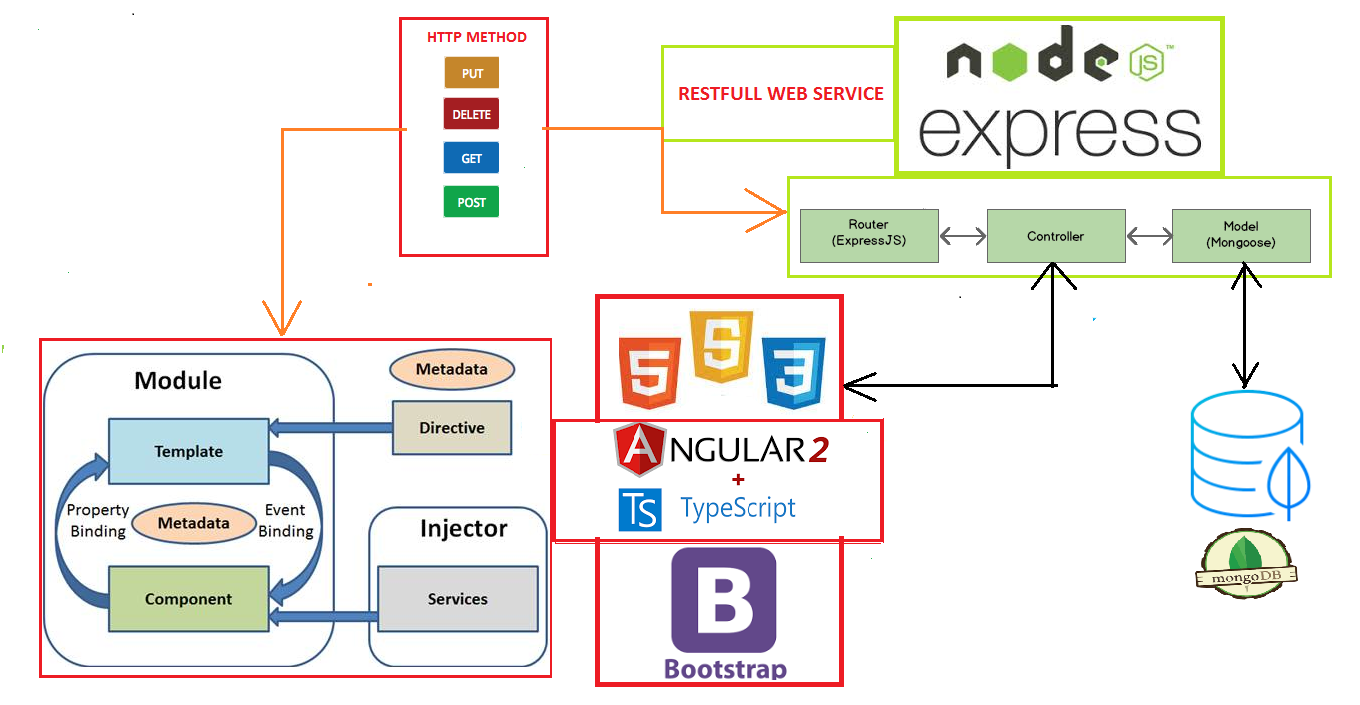 HTTP METHOD
PUT
DELETE
GET
POST
RESTFULL WEB SERVICE
node
JS
™
express
Router
(ExpressJS)
Controller
Model
(Mongoose)
Module
Template
Property
Binding
Metadata
Event
Binding
Component
Metadata
Directive
Injector
Services
5
5
3
ANGULAR 2
+
TS TypeScript
B
Bootstrap
mongoDB